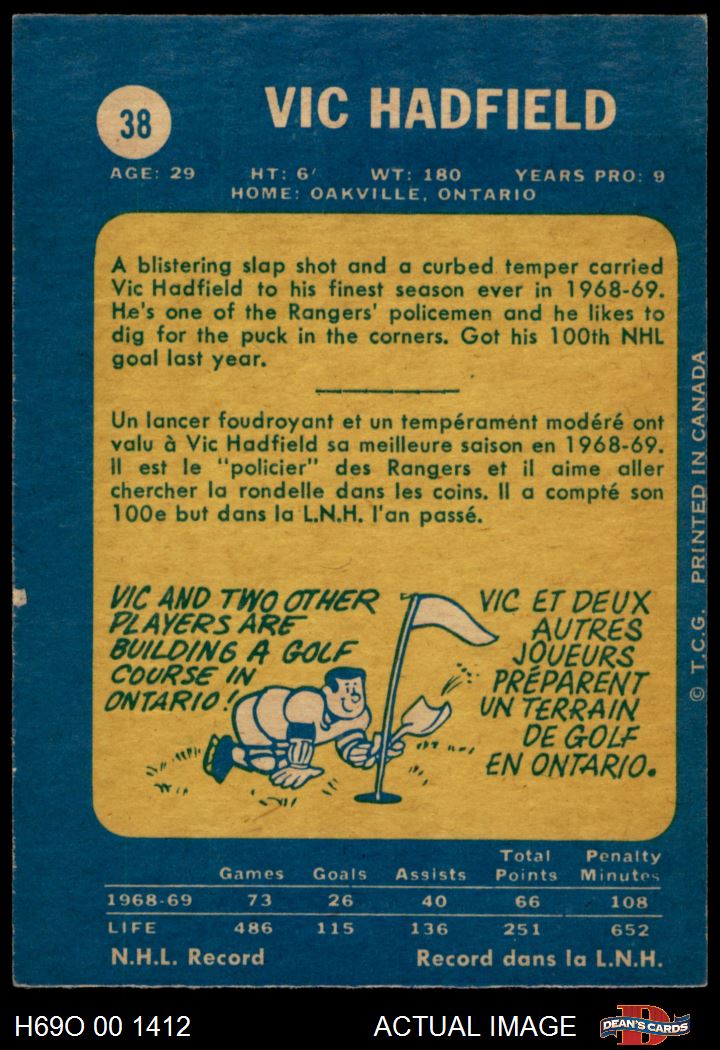 38
VIC HADFIELD
AGE: 29 HT: 6' WT: 180 YEARS PRO: 9
HOME: OAKVILLE, ONTARIO
A blistering slap shot and a curbed temper carried
Vic Hadfield to his finest season ever in 1968-69.
He's one of the Rangers' policemen and he likes to
dig for the puck in the corners. Got his 100th NHL
goal last year.
Un lancer foudroyant et un tempérament modéré ont
valu à Vic Hadfield sa meilleure saison en 1968-69.
Il est le "policier" des Rangers et il aime aller
chercher la rondelle dans les coins. Il a compté son
100e but dans la L.N.H. l'an passé.
VIC AND TWO OTHER
PLAYERS ARE
BUILDING A GOLF
COURSE IN
ONTARIO!
VIC ET DEUX
AUTRES
JOUEURS
PRÉPARENT
UN TERRAIN
DE GOLF
EN ONTARIO.
© T.C.G. PRINTED IN CANADA
Total Penalty
Games Goals Assists Points Minutes
1968-69 73 26 40 66 108
LIFE 486 115 136 251 652
N.H.L. Record Record dans la L.N.H.
H69O 00 1412 ACTUAL IMAGE DEAN'S CARDS